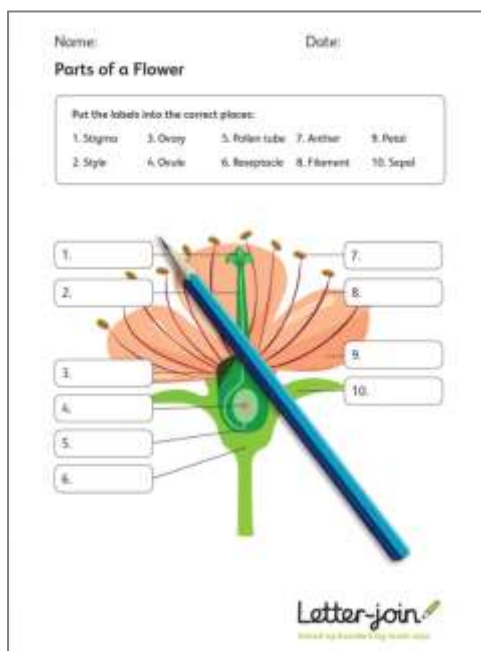 Name: Date:
Parts of a Flower
Put the labels into the correct places:
1. Stigma 3. Ovary 5. Pollen tube 7. Anther 9. Petal
2. Style 4. Ovule 6. Receptacle 8. Filament 10. Sepal
1. 7.
2. 8.
3. 9.
4. 10.
5.
6.
Letter-join